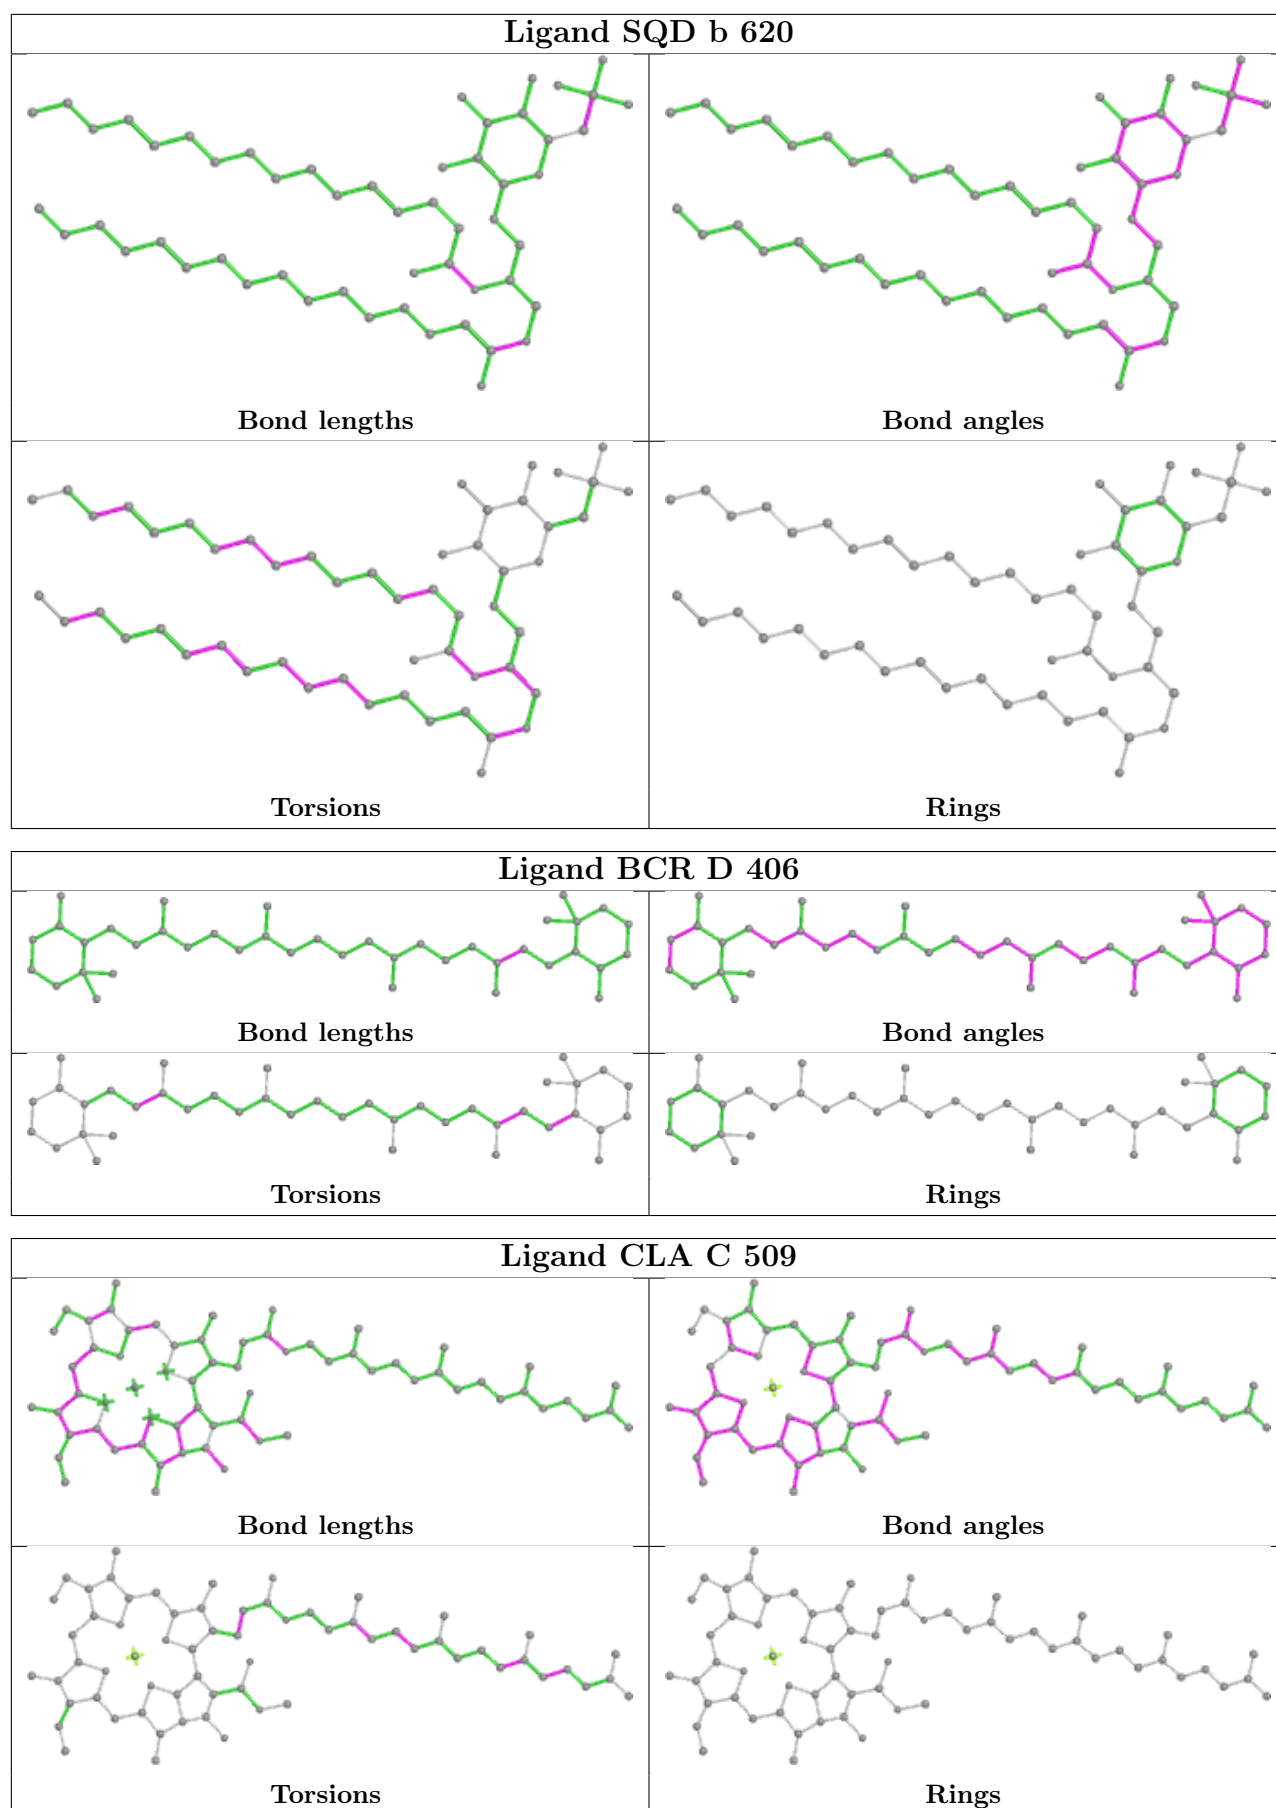 Ligand SQD b 620
Bond lengths
Bond angles
Torsions
Rings
Ligand BCR D 406
Bond lengths
Bond angles
Torsions
Rings
Ligand CLA C 509
Bond lengths
Bond angles
Torsions
Rings